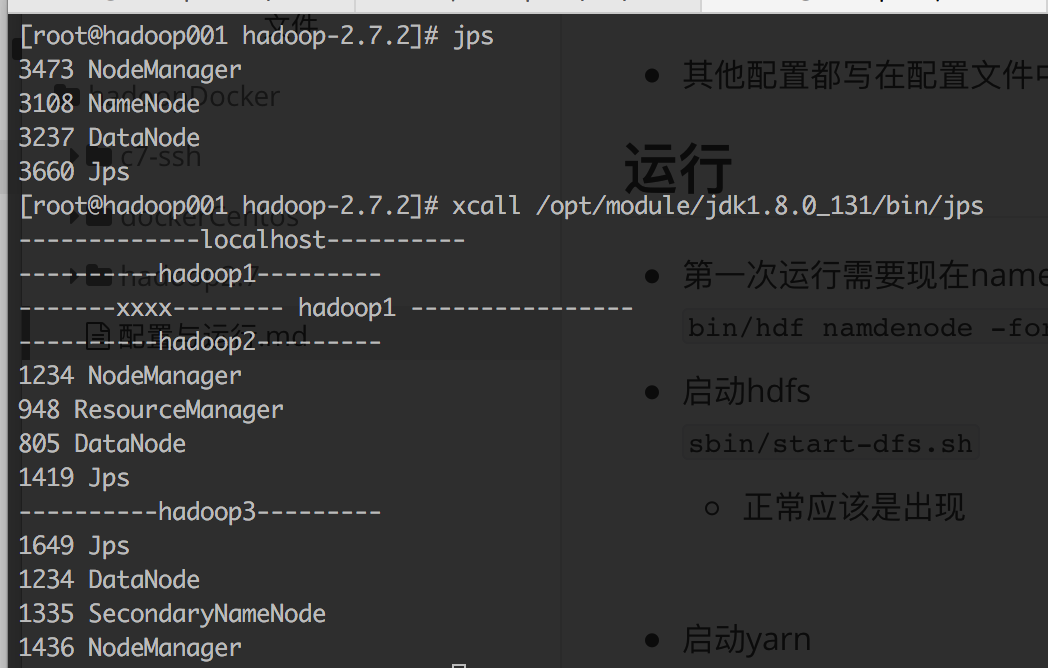 [root@hadoop001 hadoop-2.7.2]# jps
3473 NodeManager
3108 NameNode
3237 DataNode
3660 Jps
[root@hadoop001 hadoop-2.7.2]# xcall /opt/module/jdk1.8.0_131/bin/jps
-------------localhost----------
----------hadoop1---------
-------xxxx-------- hadoop1 ----------------
----------hadoop2---------
1234 NodeManager
948 ResourceManager
805 DataNode
1419 Jps
----------hadoop3---------
1649 Jps
1234 DataNode
1335 SecondaryNameNode
1436 NodeManager
文件
Docker
c7-ssh
dockerCentos
配置与运行.md
其他配置都写在配置文件中
运行
第一次运行需要现在name
bin/hdf namdenode -for
启动hdfs
sbin/start-dfs.sh
正常应该是出现
启动yarn